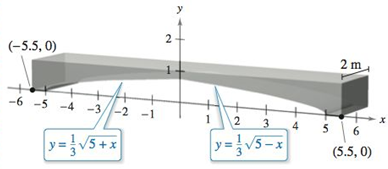 y
2
(−5.5, 0)
2 m
1
−6 −5 −4 −3 −2 −1 1 2 3 4 5 6 x
y = 1/3 √5 + x
y = 1/3 √5 − x
(5.5, 0)